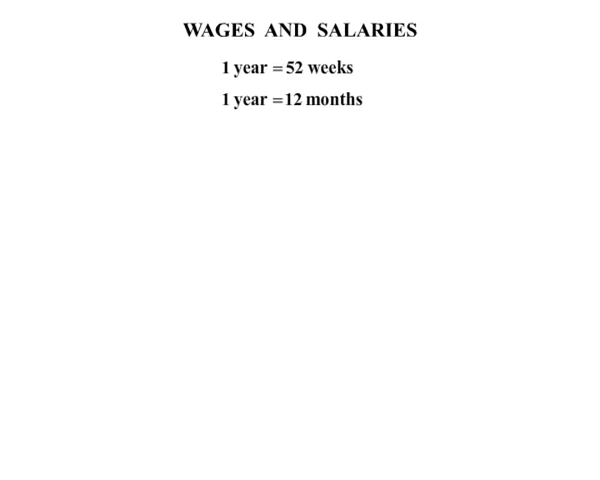 WAGES AND SALARIES
1 year = 52 weeks
1 year = 12 months